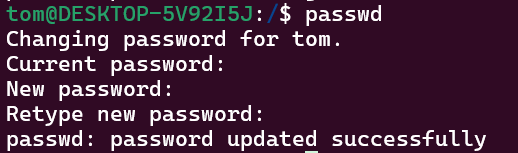 tom@DESKTOP-5V92I5J:/$ passwd
Changing password for tom.
Current password:
New password:
Retype new password:
passwd: password updated successfully